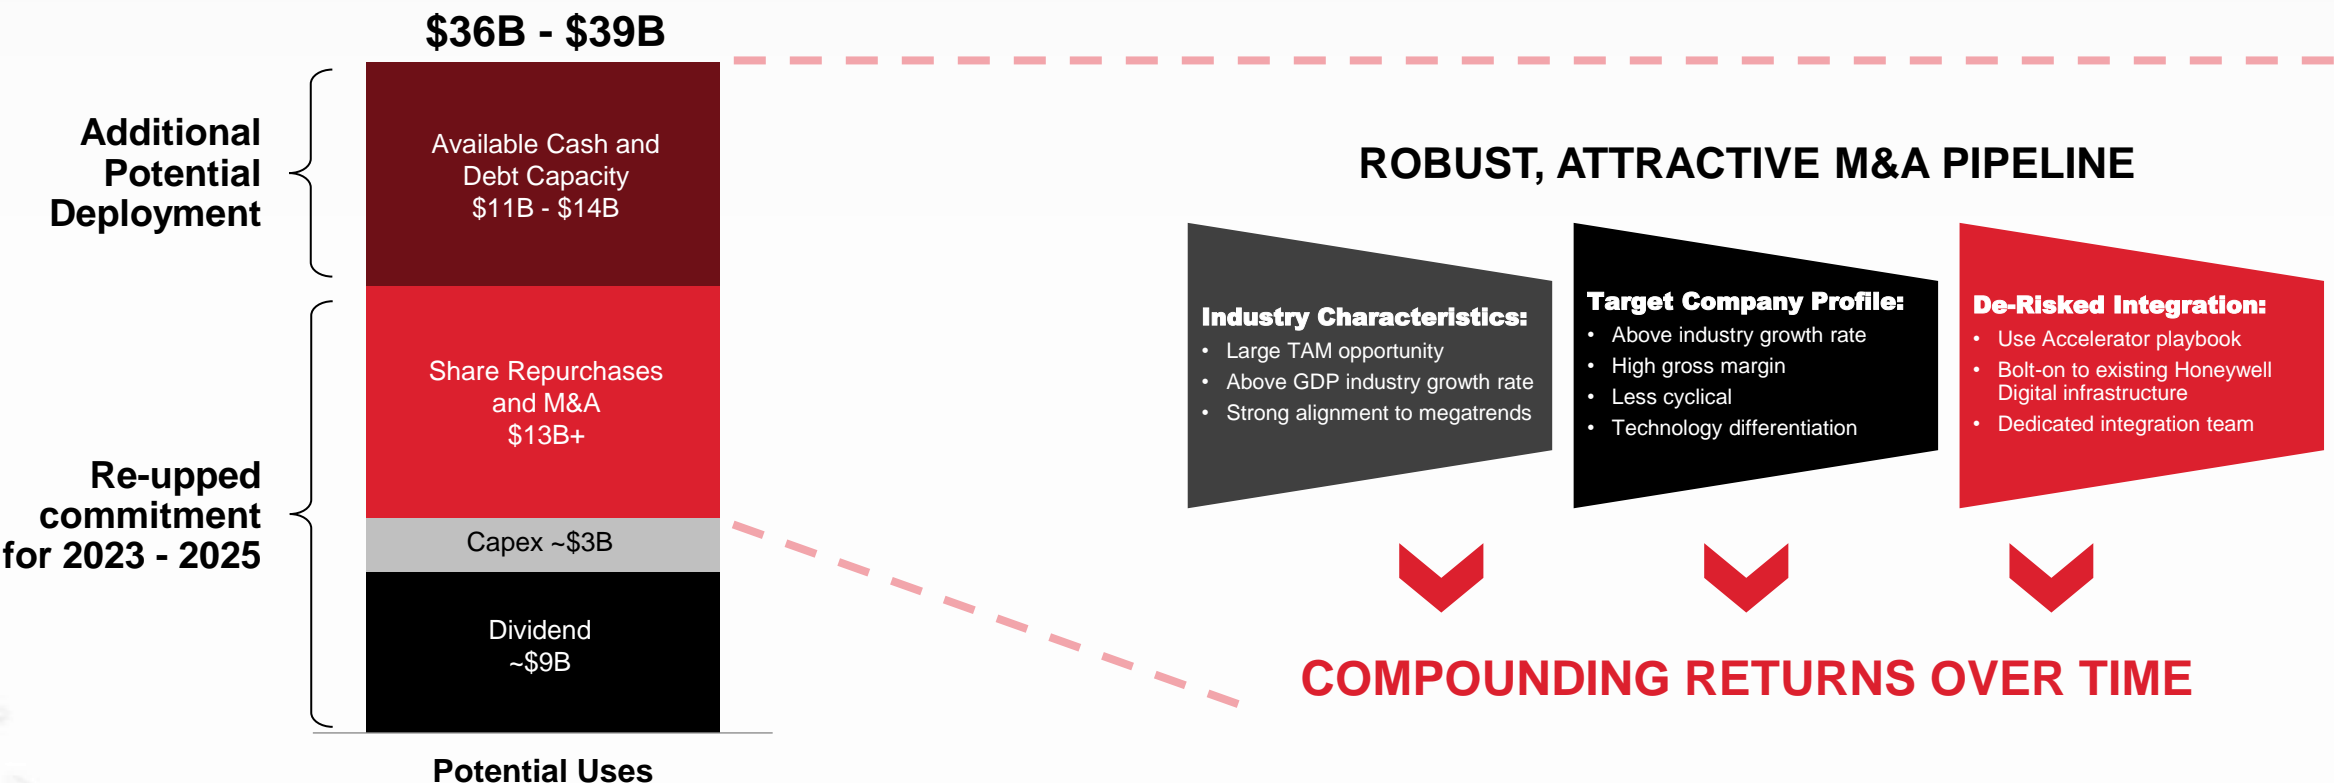 $36B - $39B
Additional
Potential
Deployment
Available Cash and
Debt Capacity
$11B - $14B
Share Repurchases
and M&A
$13B+
Re-upped
commitment
for 2023 - 2025
Capex ~$3B
Dividend
~$9B
Potential Uses
ROBUST, ATTRACTIVE M&A PIPELINE
Industry Characteristics:
• Large TAM opportunity
• Above GDP industry growth rate
• Strong alignment to megatrends
Target Company Profile:
• Above industry growth rate
• High gross margin
• Less cyclical
• Technology differentiation
De-Risked Integration:
• Use Accelerator playbook
• Bolt-on to existing Honeywell
Digital infrastructure
• Dedicated integration team
COMPOUNDING RETURNS OVER TIME